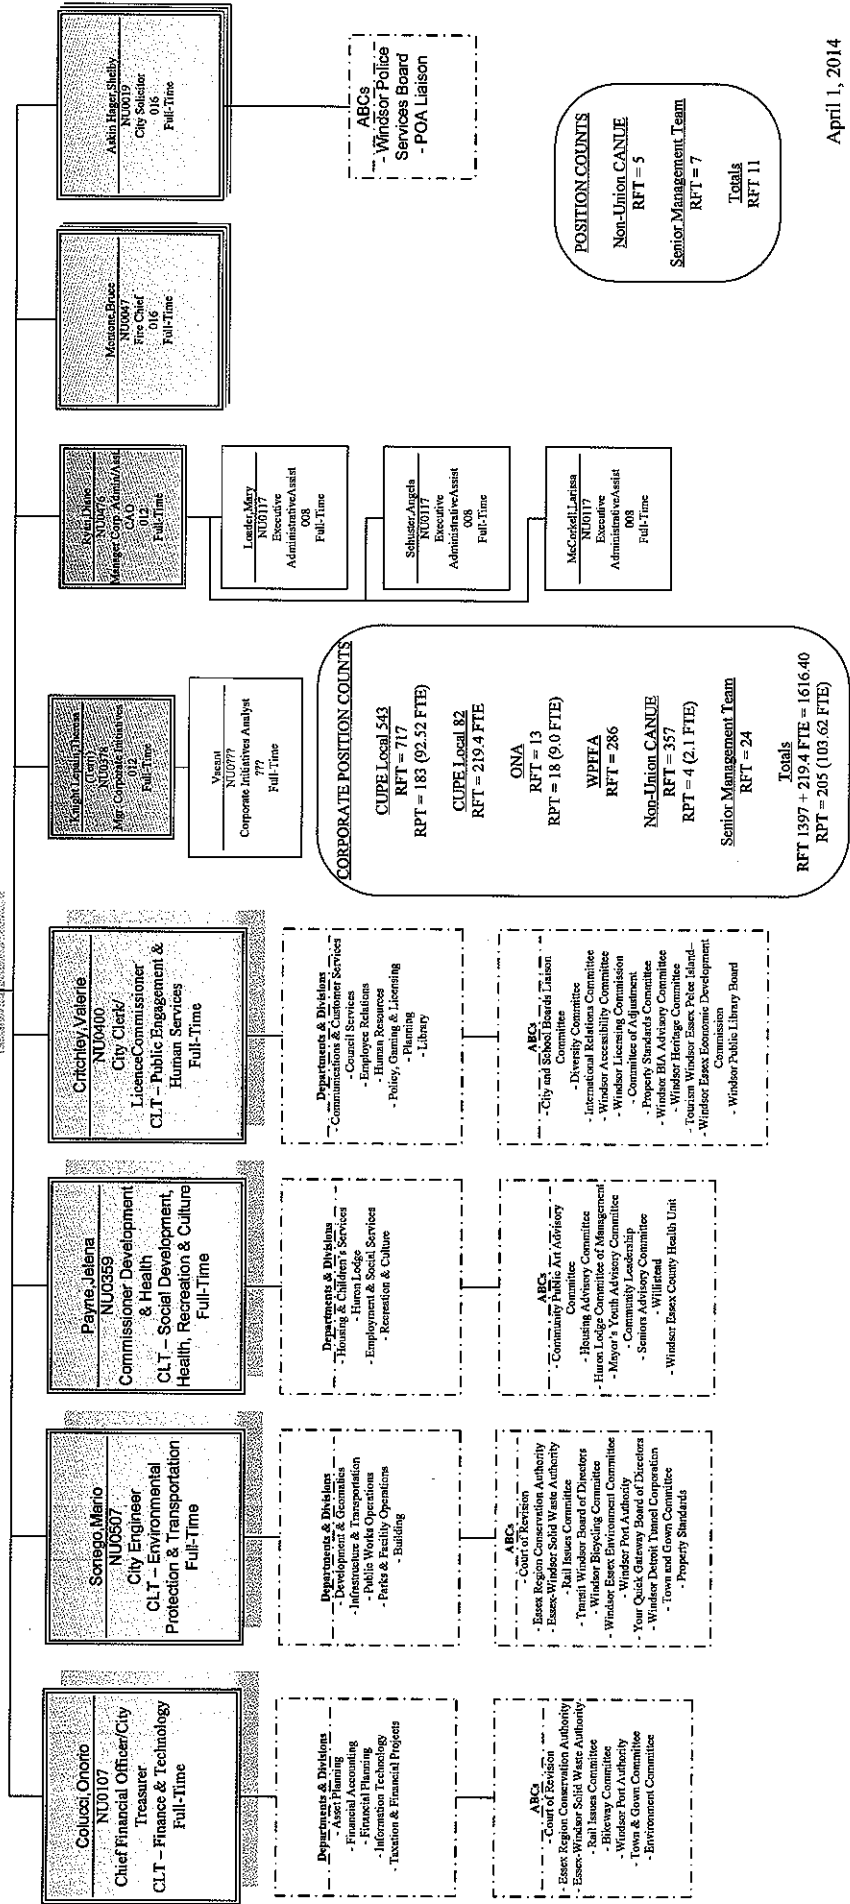 Colucci, Onorio
NU0107
Chief Financial Officer/City
Treasurer
CLT – Finance & Technology
Full-Time
Departments & Divisions
- Asset Planning
- Financial Accounting
- Financial Planning
- Information Technology
- Taxation & Financial Projects
ABCs
- Court of Revision
- Essex Region Conservation Authority
- Essex-Windsor Solid Waste Authority
- Rail Issues Committee
- Bikeway Committee
- Windsor Port Authority
- Town & Gown Committee
- Environment Committee
Sonego, Mario
NU0507
City Engineer
CLT – Environmental
Protection & Transportation
Full-Time
Departments & Divisions
- Development & Geomatics
- Infrastructure & Transportation
- Public Works Operations
- Parks & Facility Operations
- Building
ABCs
- Court of Revision
- Essex Region Conservation Authority
- Essex-Windsor Solid Waste Authority
- Rail Issues Committee
- Transit Windsor Board of Directors
- Windsor Bicycling Committee
- Windsor Essex Environment Committee
- Windsor Port Authority
- Your Quick Gateway Board of Directors
- Windsor Detroit Tunnel Corporation
- Town and Gown Committee
- Property Standards
Payne, Jelena
NU0359
Commissioner Development
& Health
CLT – Social Development,
Health, Recreation & Culture
Full-Time
Departments & Divisions
- Housing & Children's Services
- Huron Lodge
- Employment & Social Services
- Recreation & Culture
ABCs
- Community Public Art Advisory
Committee
- Housing Advisory Committee
- Huron Lodge Committee of Management
- Mayor's Youth Advisory Committee
- Community Leadership
- Seniors Advisory Committee
- Willistead
- Windsor Essex County Health Unit
Critchley, Valerie
NU0400
City Clerk/
LicenceCommissioner
CLT – Public Engagement &
Human Services
Full-Time
Departments & Divisions
- Communications & Customer Services
- Council Services
- Employee Relations
- Human Resources
- Policy, Gaming & Licensing
- Planning
- Library
ABCs
- City and School Boards Liaison
Committee
- Diversity Committee
- International Relations Committee
- Windsor Accessibility Committee
- Windsor Licensing Commission
- Committee of Adjustment
- Property Standards Committee
- Windsor BIA Advisory Committee
- Windsor Heritage Committee
- Tourism Windsor Essex Pelee Island–
- Windsor Essex Economic Development
Commission
- Windsor Public Library Board
Knight Lepain, Theresa
(Term)
NU0378
Mgr Corporate Initiatives
012
Full-Time
Vacant
NU0???
Corporate Initiatives Analyst
???
Full-Time
CORPORATE POSITION COUNTS
CUPE Local 543
RFT = 717
RPT = 183 (92.52 FTE)
CUPE Local 82
RFT = 219.4 FTE
ONA
RFT = 13
RPT = 18 (9.0 FTE)
WPFFA
RFT = 286
Non-Union CANUE
RFT = 357
RPT = 4 (2.1 FTE)
Senior Management Team
RFT = 24
Totals
RFT 1397 + 219.4 FTE = 1616.40
RPT = 205 (103.62 FTE)
Ryan, Diane
NU0476
Manager Corp. Admin/Asst.
CAO
012
Full-Time
Loader, Mary
NU0117
Executive
AdministrativeAssist
008
Full-Time
Schuster, Angela
NU0117
Executive
AdministrativeAssist
008
Full-Time
McCorkell, Larissa
NU0117
Executive
AdministrativeAssist
008
Full-Time
Montone, Bruce
NU0047
Fire Chief
016
Full-Time
Askin Hager, Shelby
NU0019
City Solicitor
016
Full-Time
ABCs
- Windsor Police
Services Board
- POA Liaison
POSITION COUNTS
Non-Union CANUE
RFT = 5
Senior Management Team
RFT = 7
Totals
RFT 11
April 1, 2014